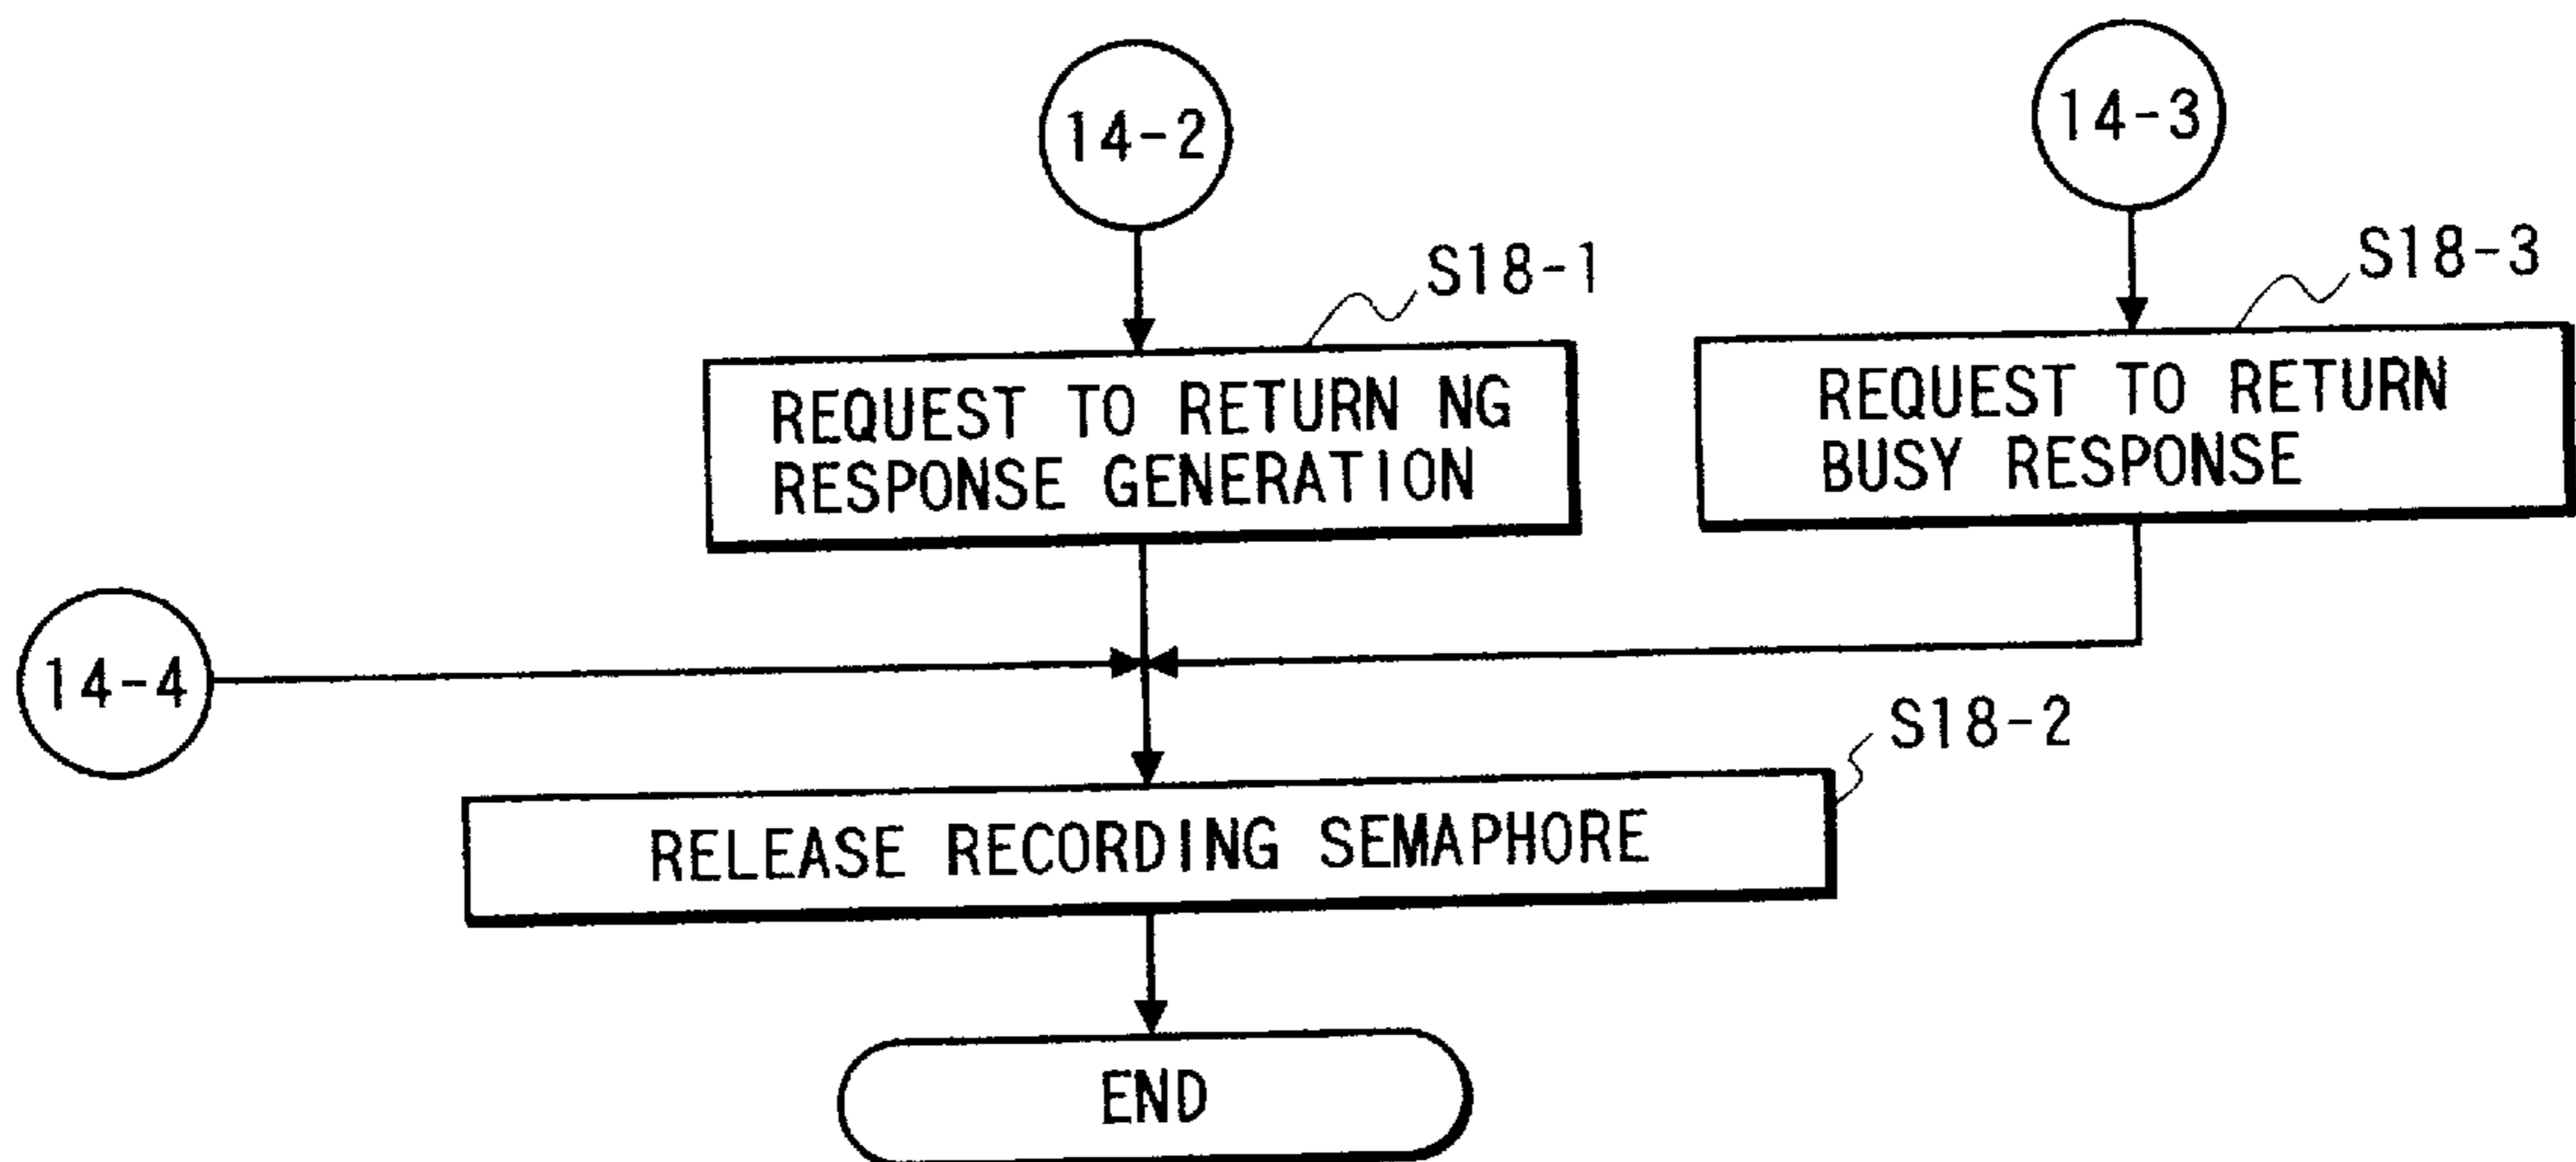 14-2
14-3
S18-1
S18-3
REQUEST TO RETURN NG
RESPONSE GENERATION
REQUEST TO RETURN
BUSY RESPONSE
14-4
S18-2
RELEASE RECORDING SEMAPHORE
END